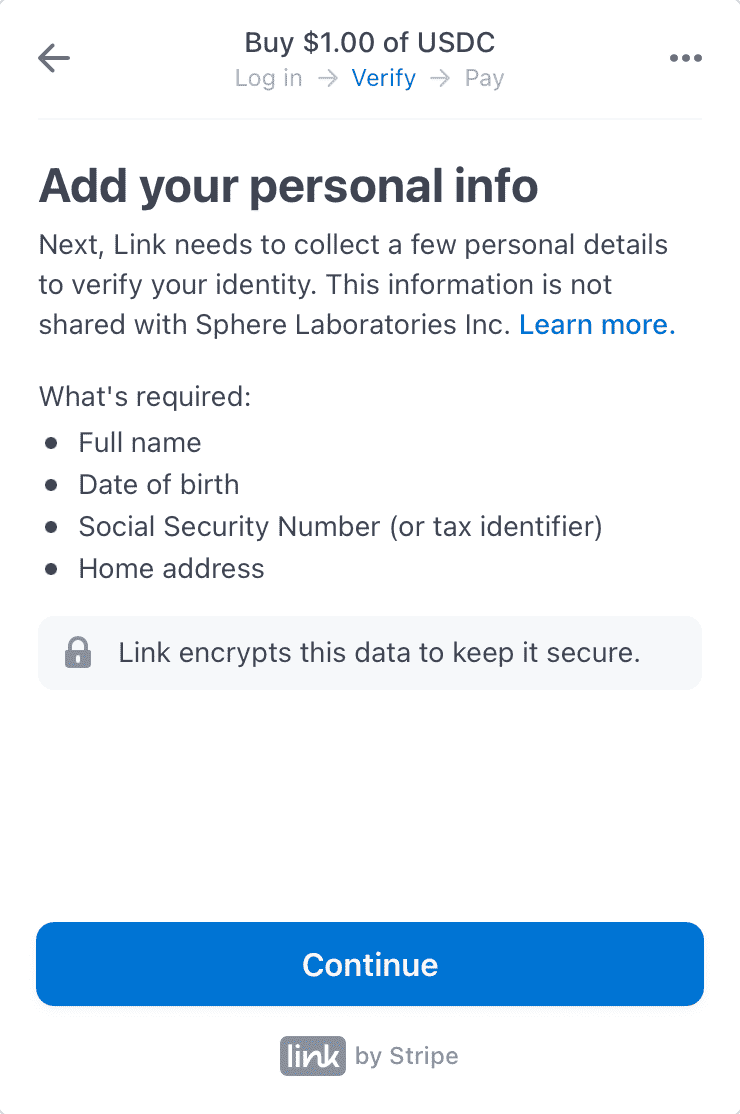 Buy $1.00 of USDC
Log in → Verify → Pay
Add your personal info
Next, Link needs to collect a few personal details
to verify your identity. This information is not
shared with Sphere Laboratories Inc. Learn more.
What's required:
• Full name
• Date of birth
• Social Security Number (or tax identifier)
• Home address
Link encrypts this data to keep it secure.
Continue
link by Stripe